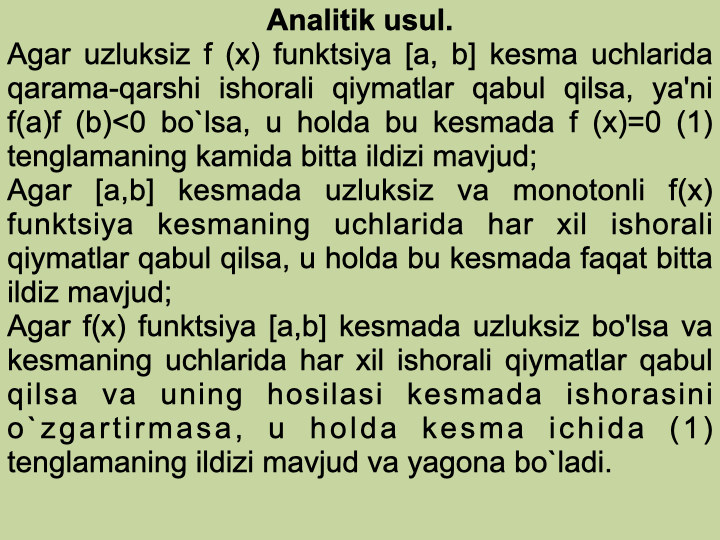 Analitik usul.
Agar uzluksiz f (x) funktsiya [a, b] kesma uchlarida
qarama-qarshi ishorali qiymatlar qabul qilsa, ya'ni
f(a)f (b)<0 bo`lsa, u holda bu kesmada f (x)=0 (1)
tenglamaning kamida bitta ildizi mavjud;
Agar [a,b] kesmada uzluksiz va monotonli f(x)
funktsiya kesmaning uchlarida har xil ishorali
qiymatlar qabul qilsa, u holda bu kesmada faqat bitta
ildiz mavjud;
Agar f(x) funktsiya [a,b] kesmada uzluksiz bo'lsa va
kesmaning uchlarida har xil ishorali qiymatlar qabul
qilsa va uning hosilasi kesmada ishorasini
o`zgartirmasa, u holda kesma ichida (1)
tenglamaning ildizi mavjud va yagona bo`ladi.